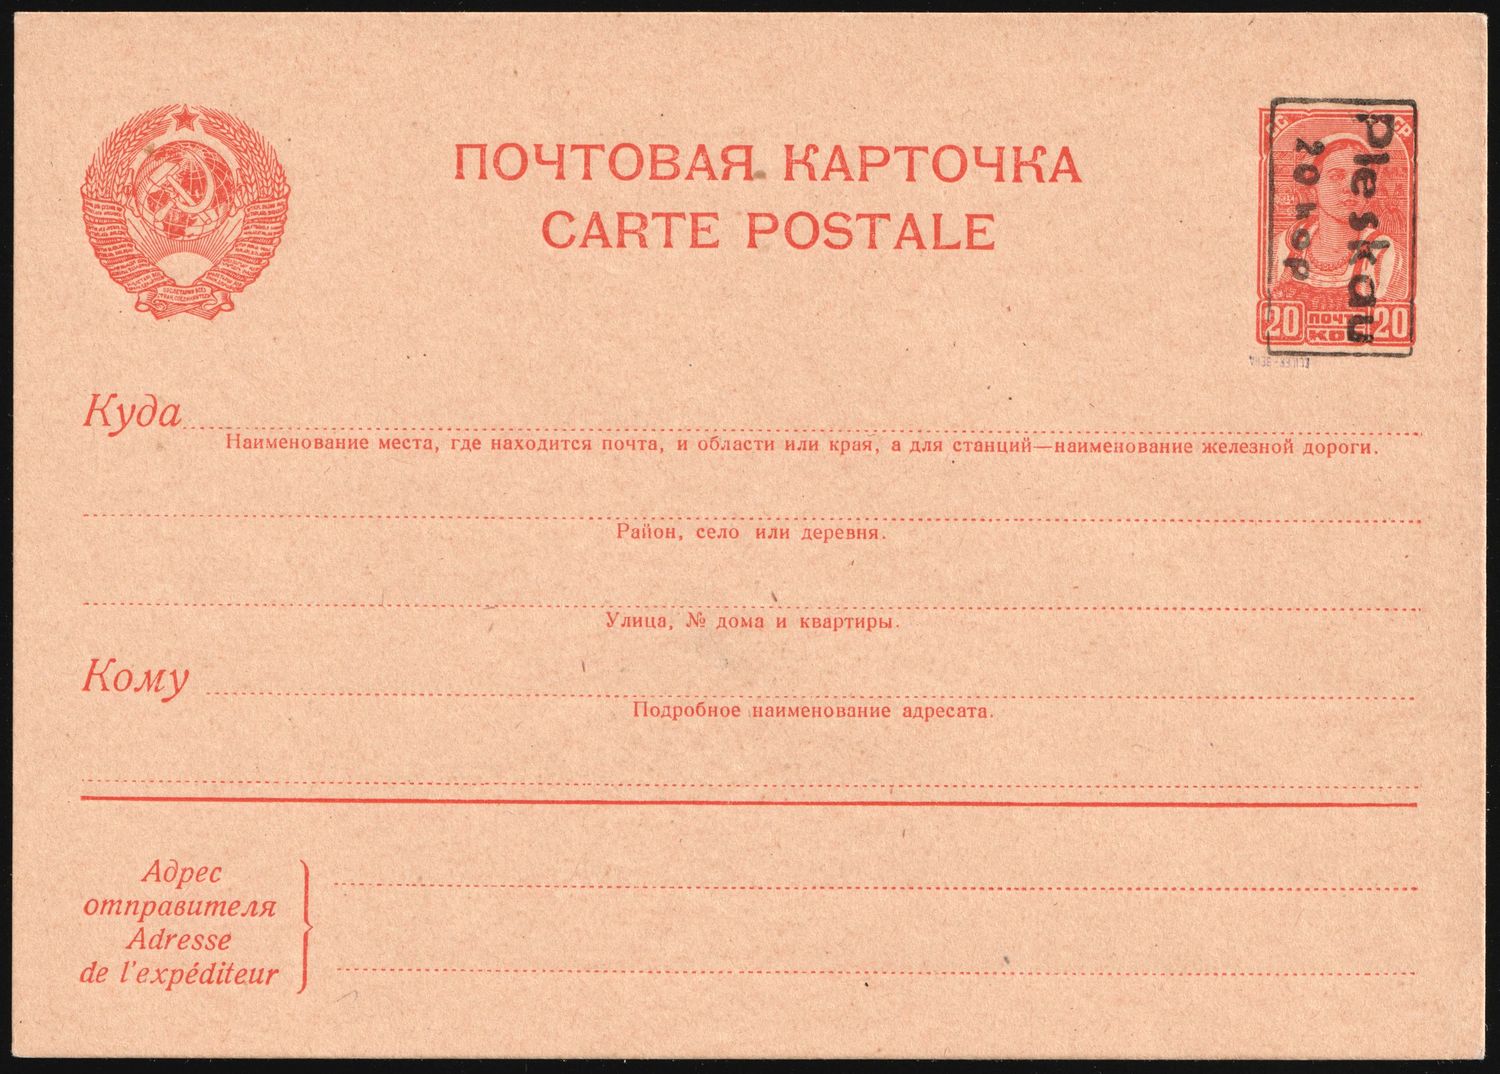 ПОЧТОВАЯ КАРТОЧКА
CARTE POSTALE
Pleskau
20 kop
20 ПОЧТА 20
КОП
Куда
Наименование места, где находится почта, и области или края, а для станций—наименование железной дороги.
Район, село или деревня.
Улица, № дома и квартиры.
Кому
Подробное наименование адресата.
Адрес
отправителя
Adresse
de l'expéditeur